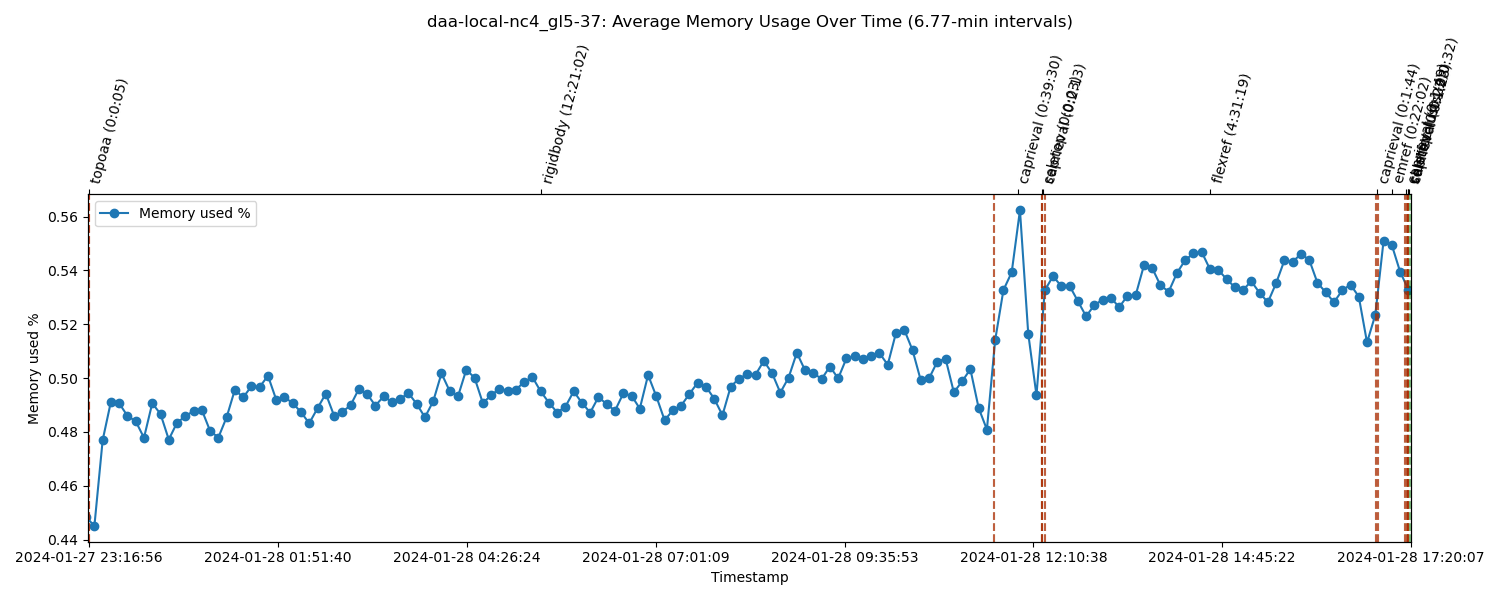 daa-local-nc4_gl5-37: Average Memory Usage Over Time (6.77-min intervals)
topoaa (0:0:05)
rigidbody (12:21:02)
caprieval (0:39:30)
flexref (4:31:19)
caprieval (0:1:44)
emref (0:22:02)
Memory used %
Memory used %
0.56
0.54
0.52
0.50
0.48
0.46
0.44
2024-01-27 23:16:56
2024-01-28 01:51:40
2024-01-28 04:26:24
2024-01-28 07:01:09
2024-01-28 09:35:53
2024-01-28 12:10:38
2024-01-28 14:45:22
2024-01-28 17:20:07
Timestamp